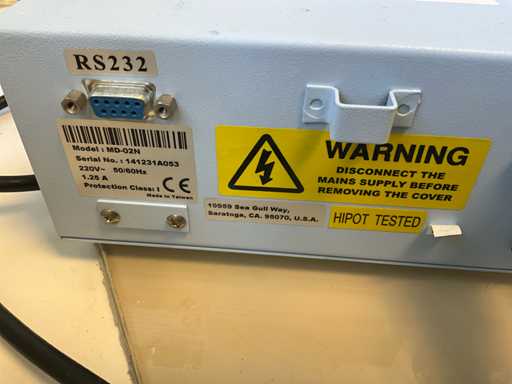 RS232
Model : MD-02N
Serial No. : 141231A053
220V~ 50/60Hz
1.25 A
Protection Class: I CE
Made in Taiwan
WARNING
DISCONNECT THE
MAINS SUPPLY BEFORE
REMOVING THE COVER
10559 Sea Gull Way,
Saratoga, CA. 95070, U.S.A.
HIPOT TESTED